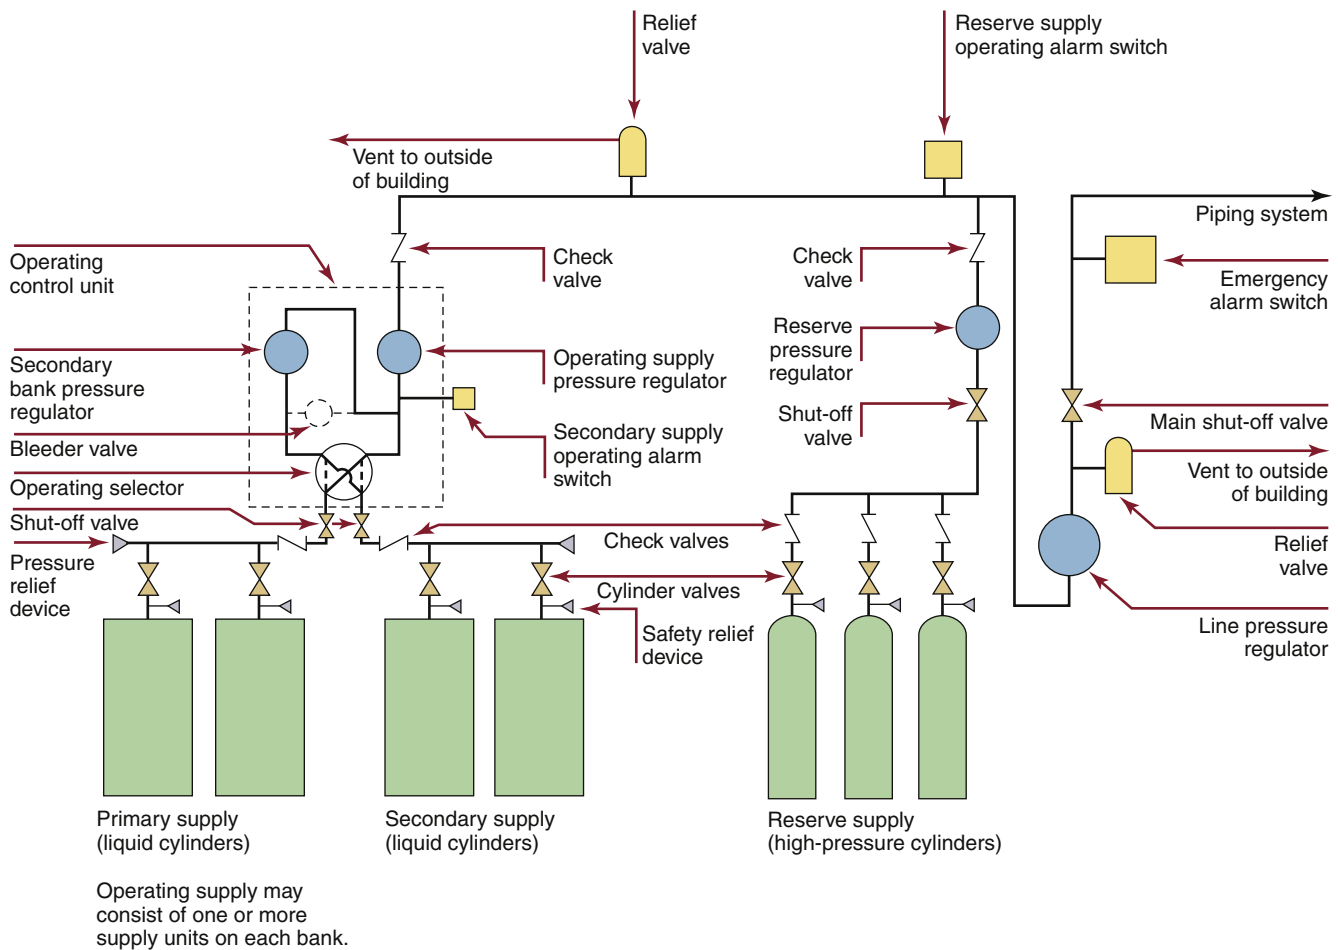 Relief
valve
Reserve supply
operating alarm switch
Vent to outside
of building
Piping system
Operating
control unit
Check
valve
Check
valve
Emergency
alarm switch
Secondary
bank pressure
regulator
Operating supply
pressure regulator
Reserve
pressure
regulator
Bleeder valve
Secondary supply
operating alarm
switch
Shut-off
valve
Main shut-off valve
Operating selector
Vent to outside
of building
Shut-off valve
Pressure
relief
device
Check valves
Relief
valve
Cylinder valves
Safety relief
device
Line pressure
regulator
Primary supply
(liquid cylinders)
Secondary supply
(liquid cylinders)
Reserve supply
(high-pressure cylinders)
Operating supply may
consist of one or more
supply units on each bank.